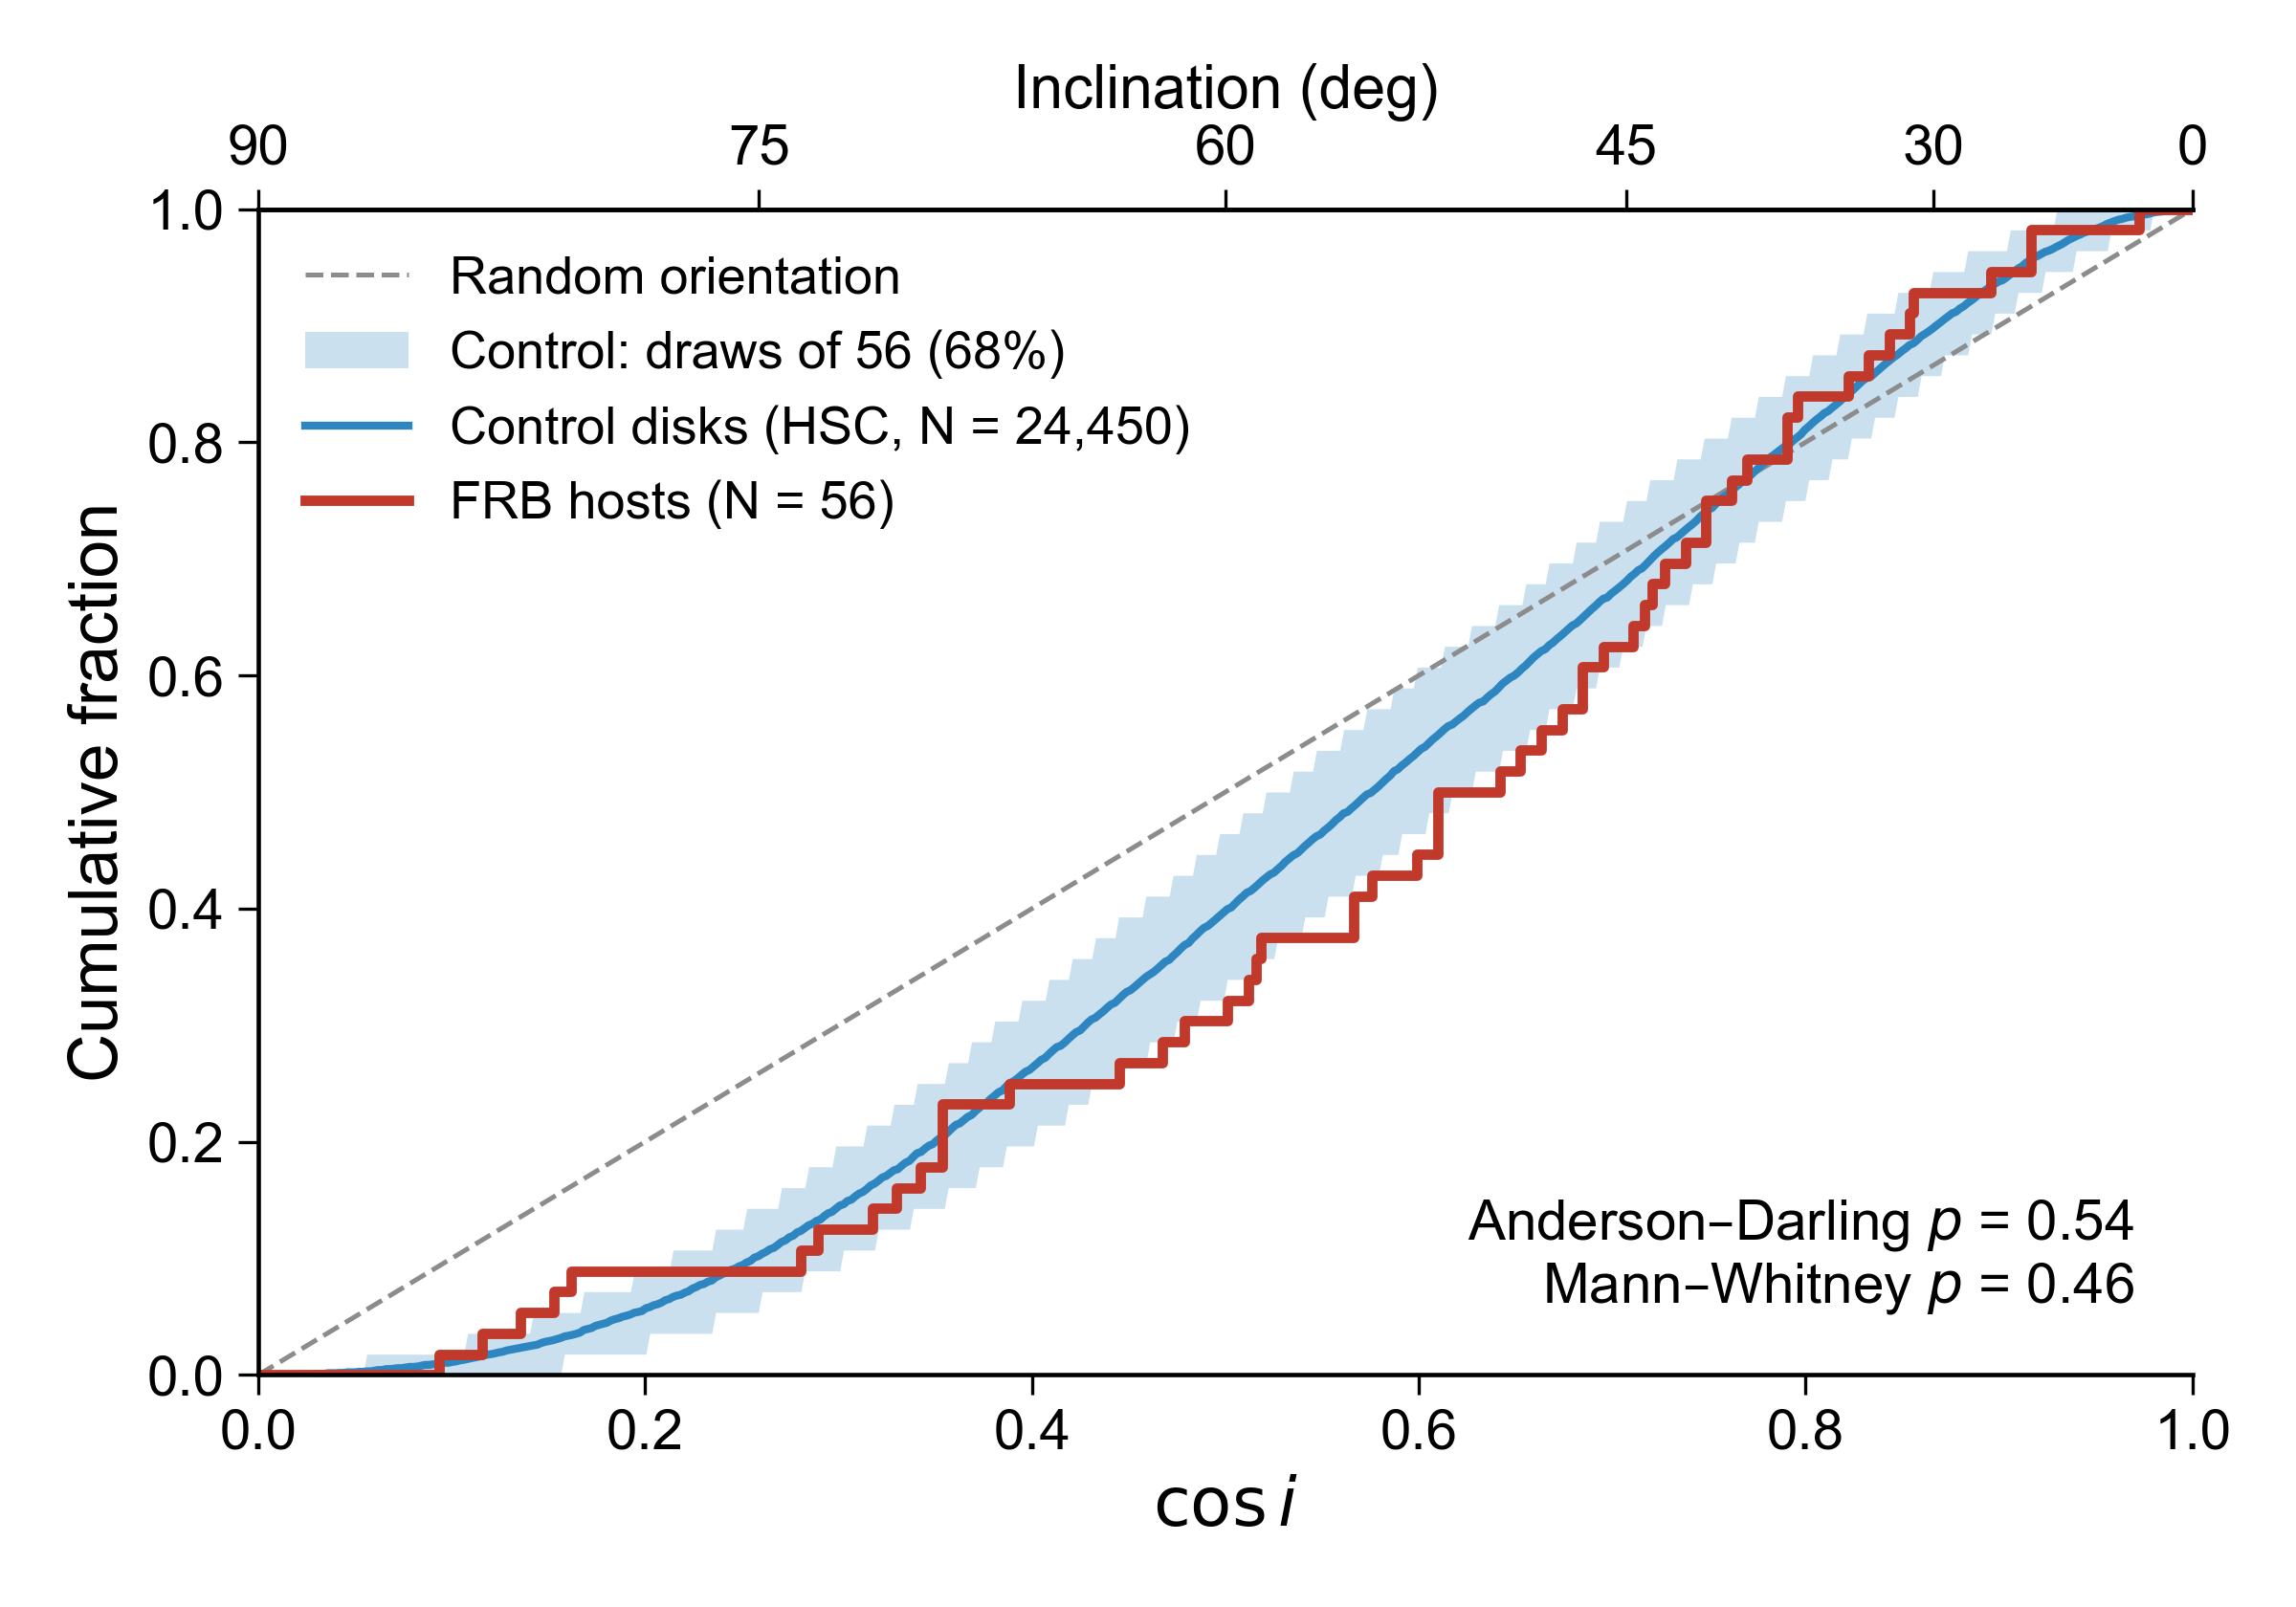 Inclination (deg)
90 75 60 45 30 0
1.0
0.8
0.6
0.4
0.2
0.0
Cumulative fraction
Random orientation
Control: draws of 56 (68%)
Control disks (HSC, N = 24,450)
FRB hosts (N = 56)
Anderson–Darling p = 0.54
Mann–Whitney p = 0.46
0.0 0.2 0.4 0.6 0.8 1.0
cos i